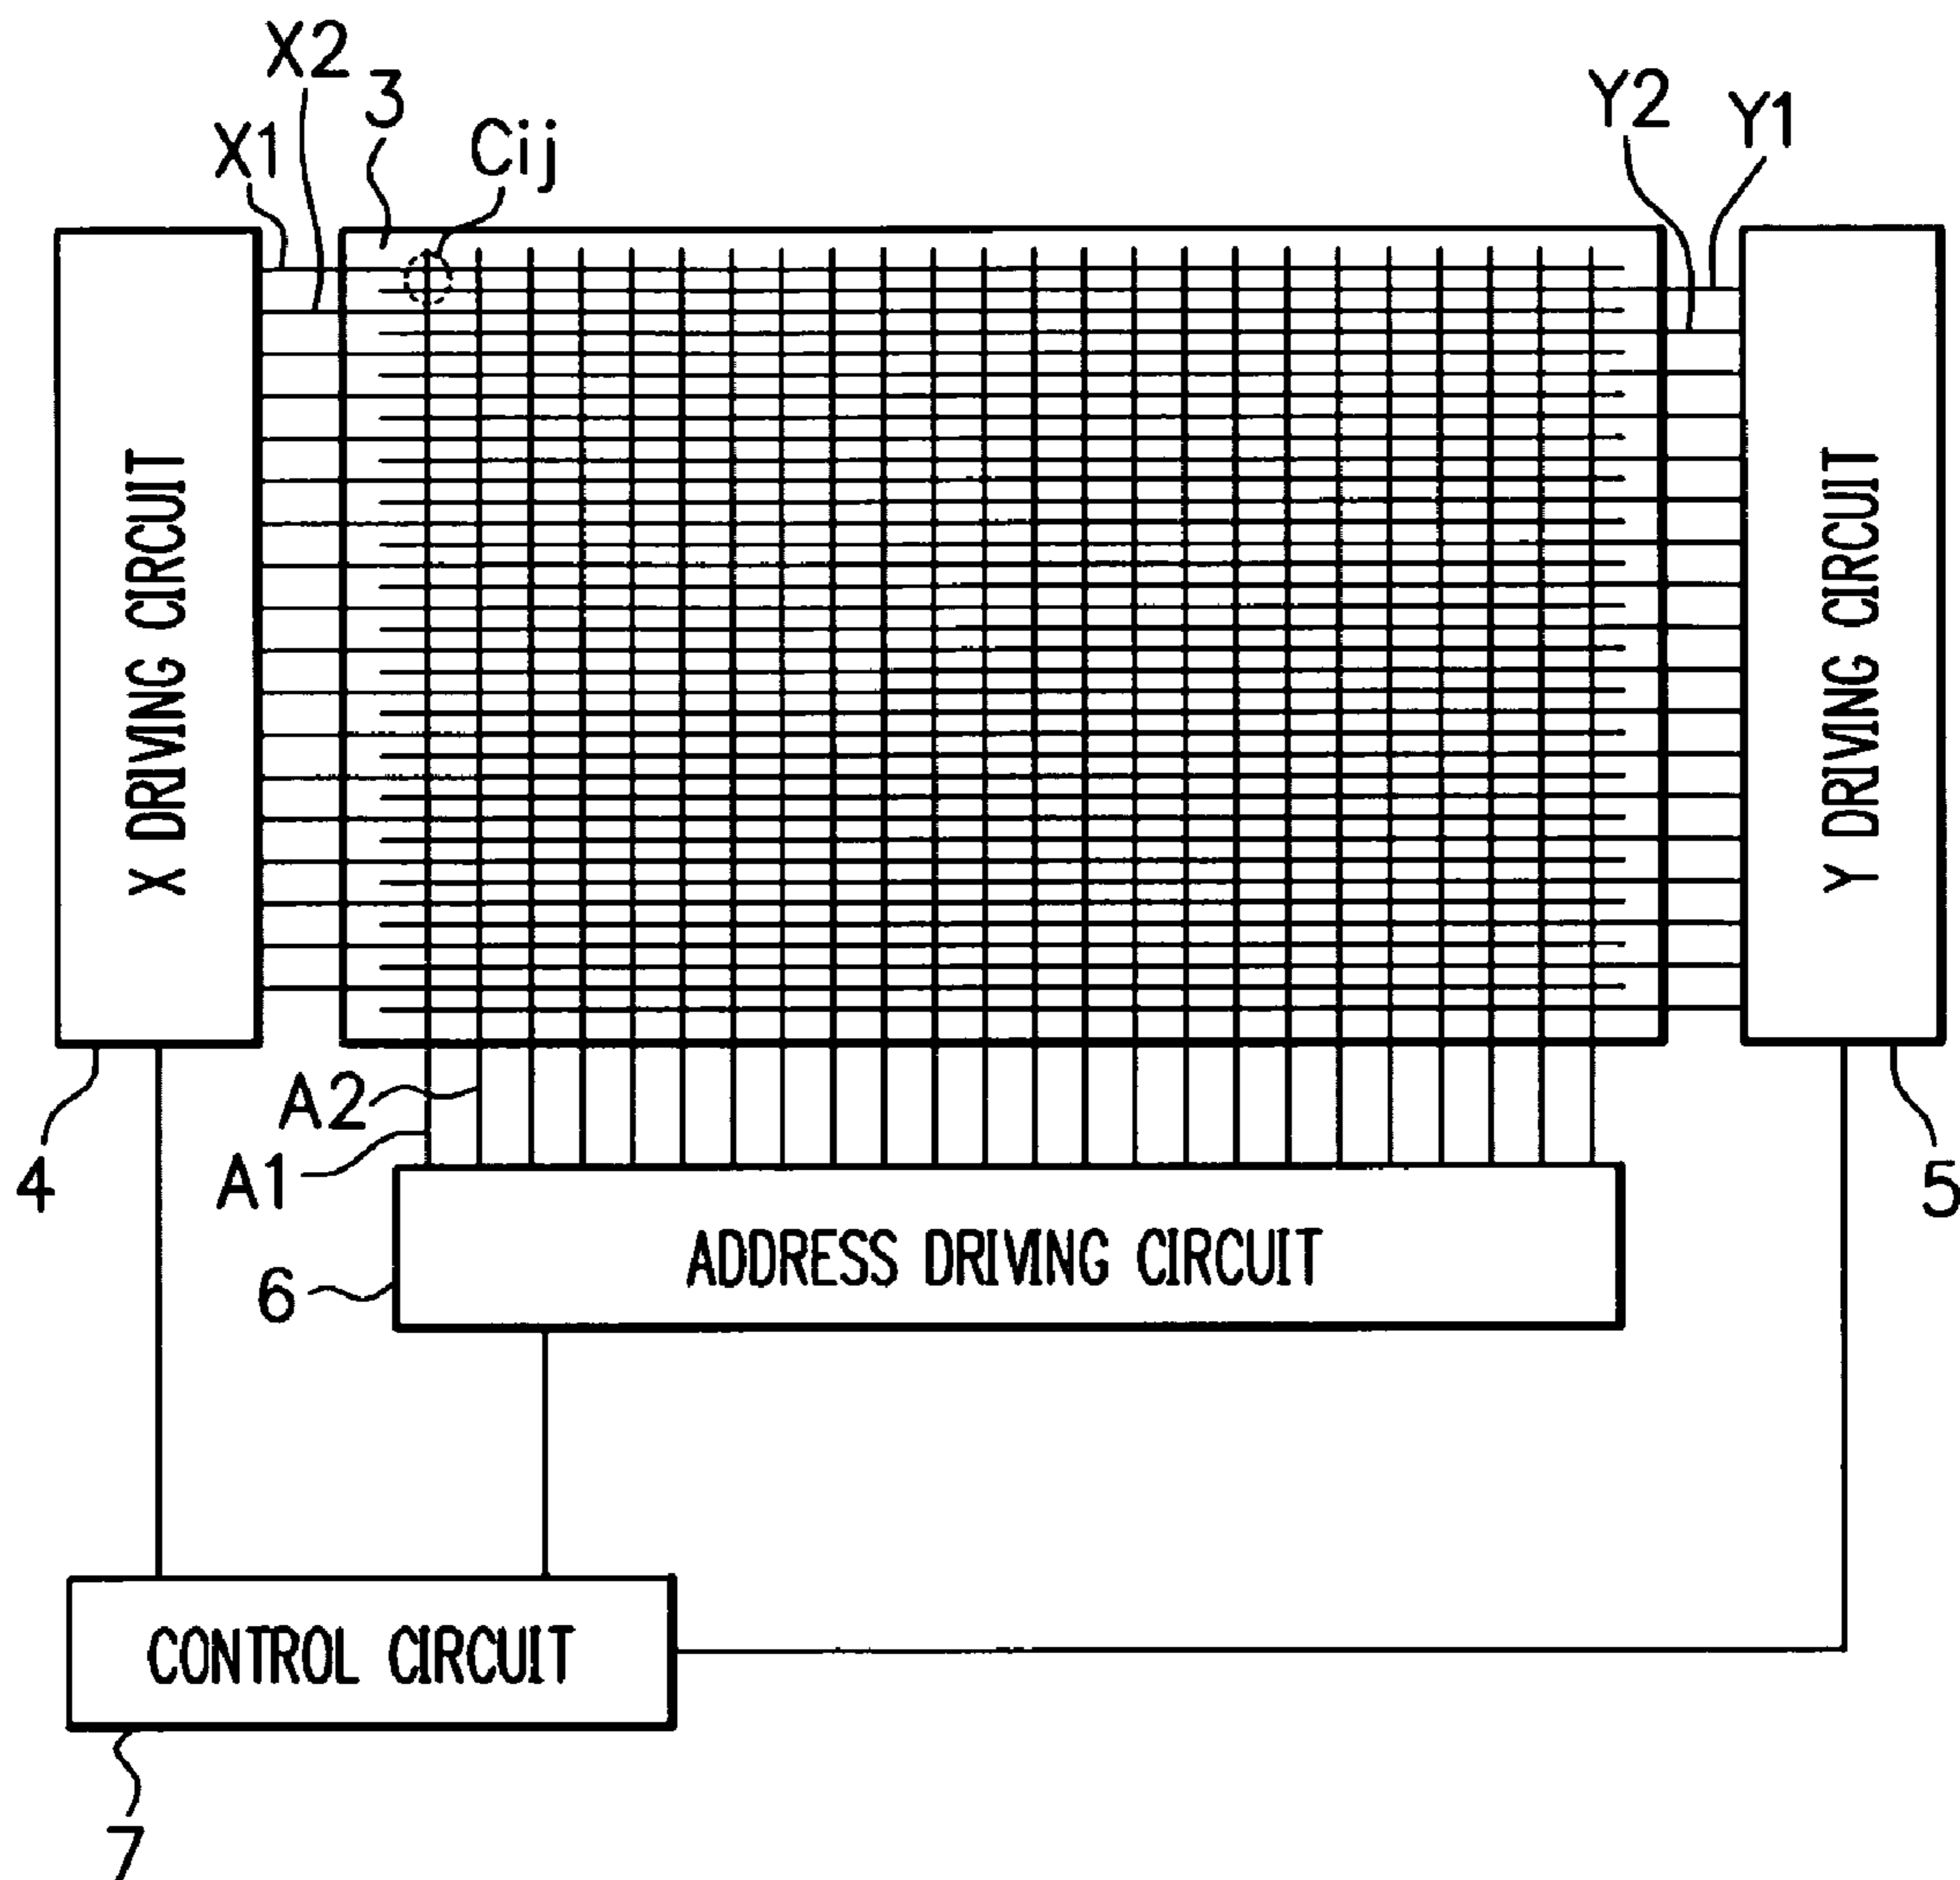 X2
3
Y2
Y1
X1
Cij
X DRIVING CIRCUIT
Y DRIVING CIRCUIT
A2
A1
4
5
ADDRESS DRIVING CIRCUIT
6
CONTROL CIRCUIT
7